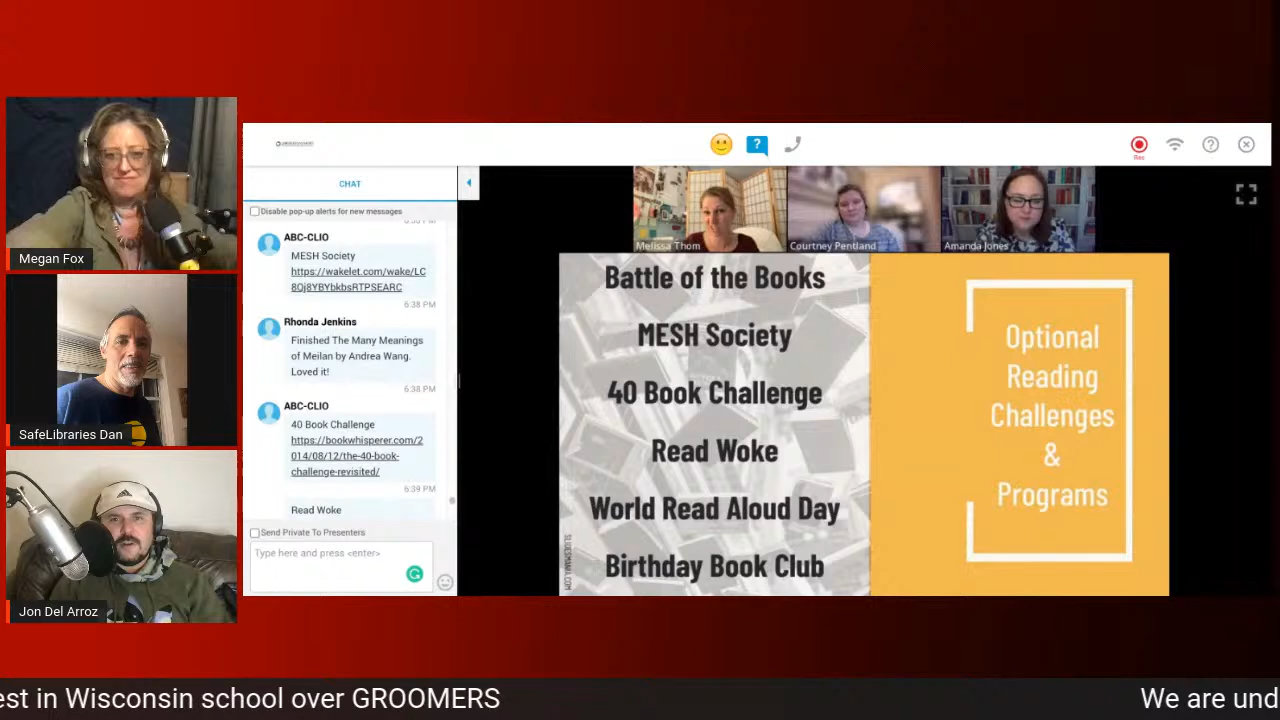 Megan Fox
SafeLibraries Dan
Jon Del Arroz
CHAT
Disable pop-up alerts for new messages
ABC-CLIO
MESH Society
https://wakelet.com/wake/LC
8Qj8YBYbkbsRTPSEARC
6:38 PM
Rhonda Jenkins
Finished The Many Meanings
of Meilan by Andrea Wang.
Loved it!
6:38 PM
ABC-CLIO
40 Book Challenge
https://bookwhisperer.com/2
014/08/12/the-40-book-
challenge-revisited/
6:39 PM
Read Woke
Send Private To Presenters
Type here and press <enter>
?
Rec
?
Melissa Thom
Courtney Pentland
Amanda Jones
Battle of the Books
MESH Society
40 Book Challenge
Read Woke
World Read Aloud Day
Birthday Book Club
SLIDESMANIA.COM
Optional
Reading
Challenges
&
Programs
est in Wisconsin school over GROOMERS
We are und